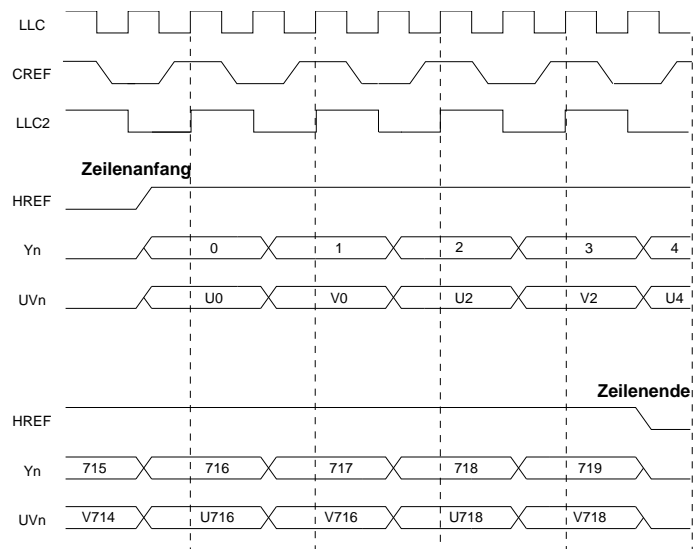 LLC
CREF
LLC2
Zeilenanfang
HREF
Yn 0 1 2 3 4
UVn U0 V0 U2 V2 U4
Zeilenende
HREF
Yn 715 716 717 718 719
UVn V714 U716 V716 U718 V718